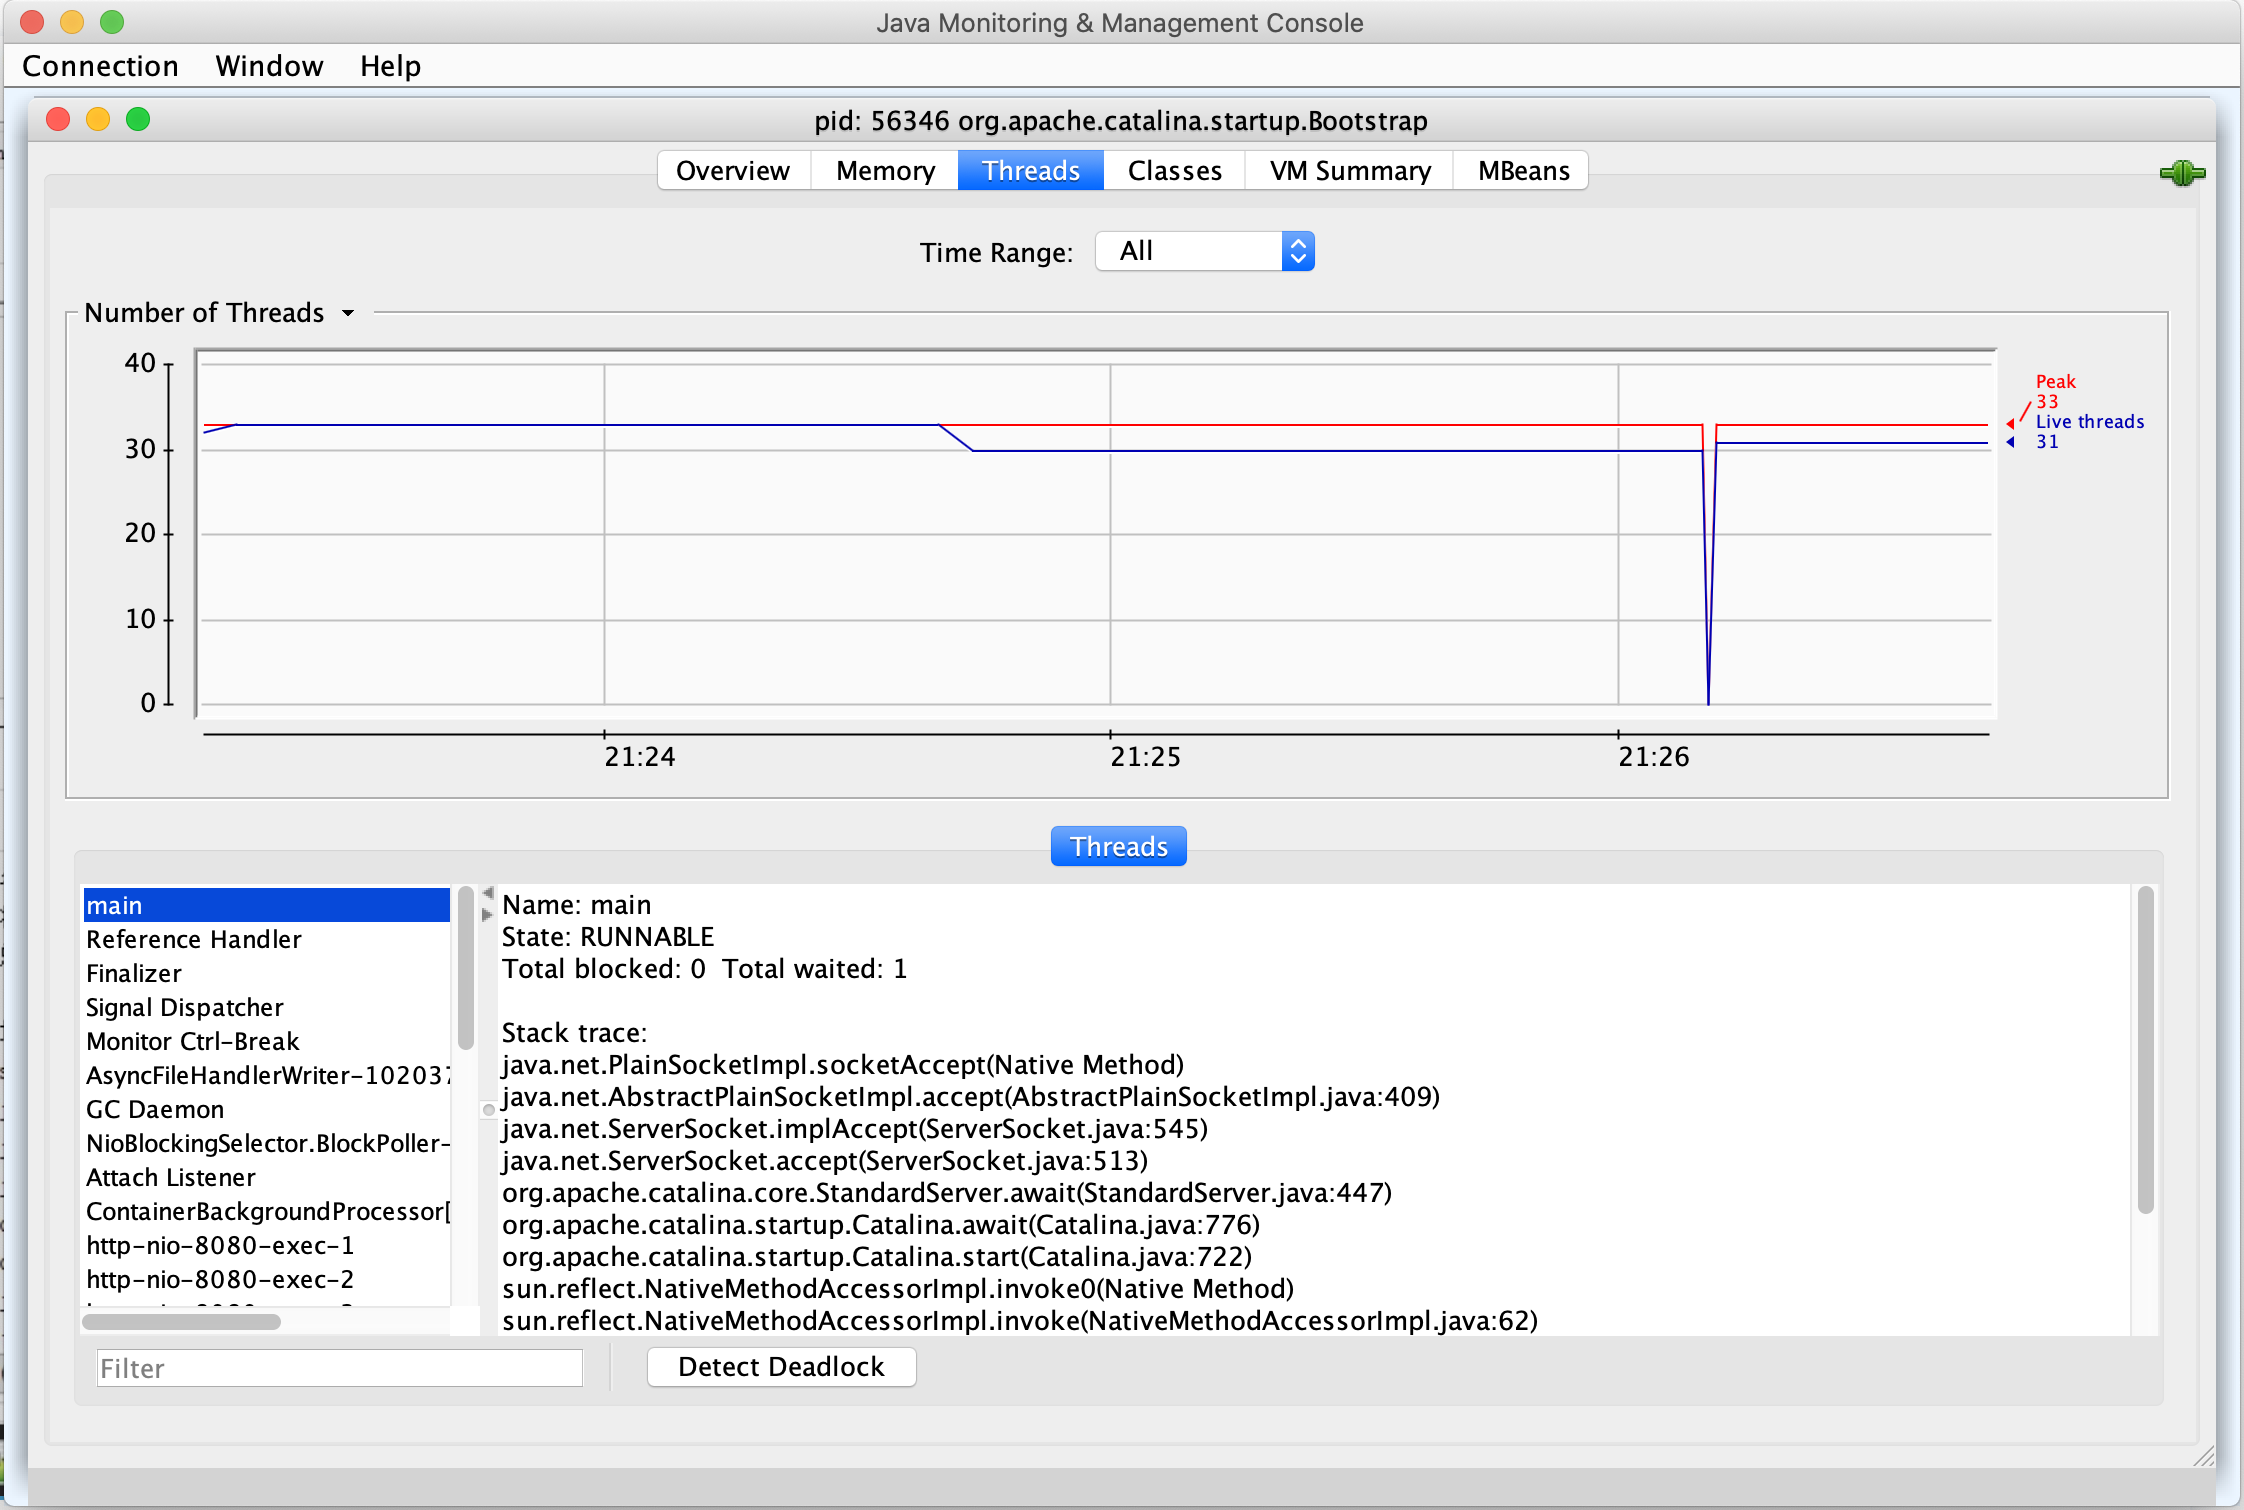 Java Monitoring & Management Console
Connection Window Help
pid: 56346 org.apache.catalina.startup.Bootstrap
Overview Memory Threads Classes VM Summary MBeans
Time Range: All
Number of Threads
40
30
20
10
0
Peak
33
Live threads
31
21:24 21:25 21:26
Threads
main
Reference Handler
Finalizer
Signal Dispatcher
Monitor Ctrl-Break
AsyncFileHandlerWriter-102037
GC Daemon
NioBlockingSelector.BlockPoller-
Attach Listener
ContainerBackgroundProcessor[
http-nio-8080-exec-1
http-nio-8080-exec-2
Name: main
State: RUNNABLE
Total blocked: 0 Total waited: 1
Stack trace:
java.net.PlainSocketImpl.socketAccept(Native Method)
java.net.AbstractPlainSocketImpl.accept(AbstractPlainSocketImpl.java:409)
java.net.ServerSocket.implAccept(ServerSocket.java:545)
java.net.ServerSocket.accept(ServerSocket.java:513)
org.apache.catalina.core.StandardServer.await(StandardServer.java:447)
org.apache.catalina.startup.Catalina.await(Catalina.java:776)
org.apache.catalina.startup.Catalina.start(Catalina.java:722)
sun.reflect.NativeMethodAccessorImpl.invoke0(Native Method)
sun.reflect.NativeMethodAccessorImpl.invoke(NativeMethodAccessorImpl.java:62)
Filter
Detect Deadlock